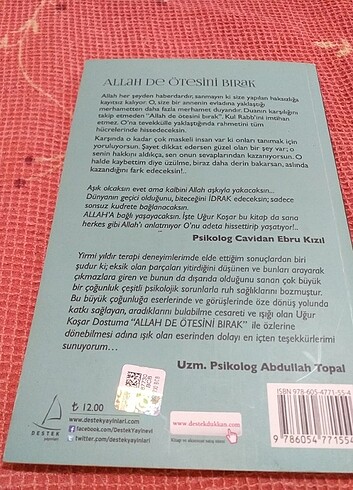 ALLAH DE ÖTESİNİ BIRAK
Allah her şeyden haberdardır, sanmayın ki size yapılan haksızlığa
kayıtsız kalıyor! O, size bir annenin evladına yaklaştığı
merhametten daha fazla merhamet duyandır. Duanın karşılığını
takip etmeden "Allah de ötesini bırak". Kul Rabb'ini imtihan
etmez. O'na tevekkülle yaklaştığında rahmetini tüm
hücrelerinde hissedeceksin.
Karşında o kadar çok maskeli insan var ki onları tanımak için
yoruluyorsun. Şayet dikkat edersen güzel olan bir şey var; o
senin hakkını aldıkça, sen onun sevaplarından kazanıyorsun. O
halde kaybettim diye üzülme, biraz daha derin bakarsan, aslında
kazandığını fark edeceksin!..
Aşık olacaksın evet ama kalbini Allah aşkıyla yakacaksın...
Dünyanın geçici olduğunu, biteceğini İDRAK edeceksin; sadece
sonsuz kudrete bağlanacaksın.
ALLAH'A bağlı yaşayacaksın. İşte Uğur Koşar bu kitap da sana
herkes gibi Allah'ı anlatmıyor O'nu adeta hissettirip yaşatıyor!..
Psikolog Cavidan Ebru Kızıl
Yirmi yıldır terapi deneyimlerimde elde ettiğim sonuçlardan biri
şudur ki; eksik olan parçaları yitirdiğini düşünen ve bunları arayarak
çıkmazlara giren ve bunun da dışarıda olduğunu sanan çok büyük
bir çoğunluk çeşitli psikolojik sorunlarla ruh sağlıklarını bozmuştur.
Bu büyük çoğunluğa eserlerinde ve görüşlerinde öze dönüş yolunda
katkı sağlayan, aradıklarını bulabilme cesareti ve ışığı olan Uğur
Koşar Dostuma "ALLAH DE ÖTESİNİ BIRAK" ile özlerine
dönebilmesi adına ışık olan eserinden dolayı en içten teşekkürlerimi
sunuyorum...
Uzm. Psikolog Abdullah Topal
₺ 12.00
www.destekyayinlari.com
facebook.com/DestekYayinevi
twitter.com/destekyayinlari
DESTEK
www.destekdukkan.com
ISBN 978-605-4771-55-4
9 786054 771554